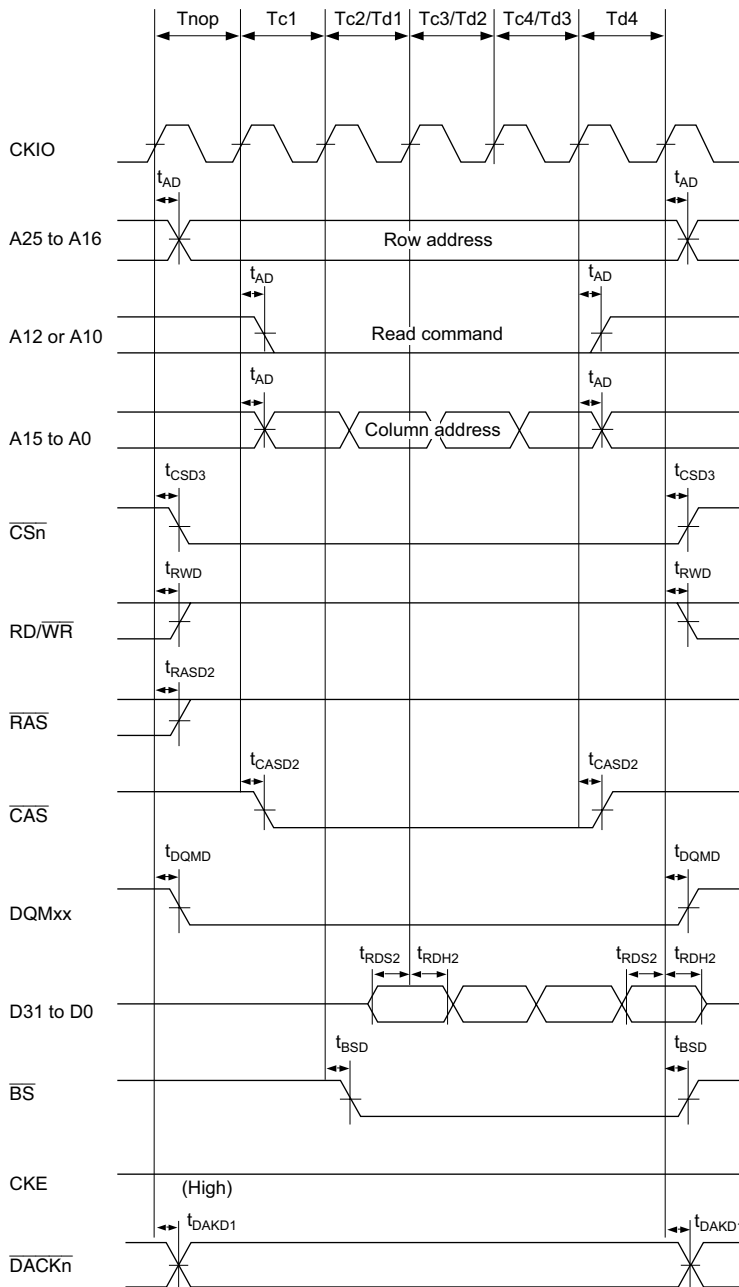 Tnop Tc1 Tc2/Td1 Tc3/Td2 Tc4/Td3 Td4
CKIO
tAD tAD
A25 to A16 Row address
tAD tAD
A12 or A10 Read command
tAD tAD
A15 to A0 Column address
tCSD3 tCSD3
CSn
tRWD tRWD
RD/WR
tRASD2
RAS
tCASD2 tCASD2
CAS
tDQMD tDQMD
DQMxx
tRDS2 tRDH2 tRDS2 tRDH2
D31 to D0
tBSD tBSD
BS
CKE (High)
tDAKD1 tDAKD1
DACKn